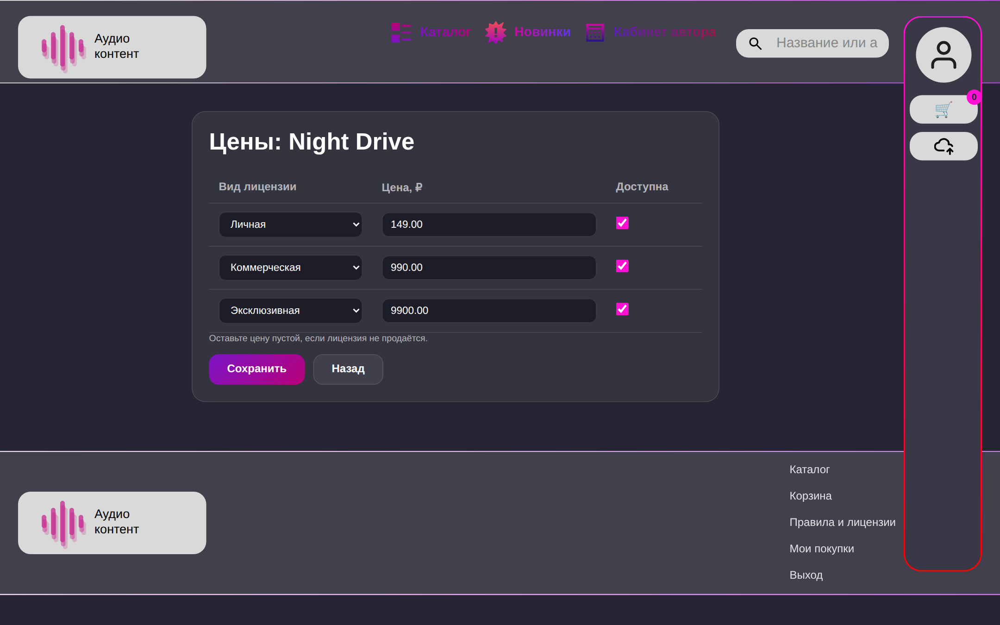 Аудио
контент
Каталог
Новинки
Кабинет автора
Название или а
0
Цены: Night Drive
Вид лицензии
Цена, ₽
Доступна
Личная
149.00
Коммерческая
990.00
Эксклюзивная
9900.00
Оставьте цену пустой, если лицензия не продаётся.
Сохранить
Назад
Аудио
контент
Каталог
Корзина
Правила и лицензии
Мои покупки
Выход